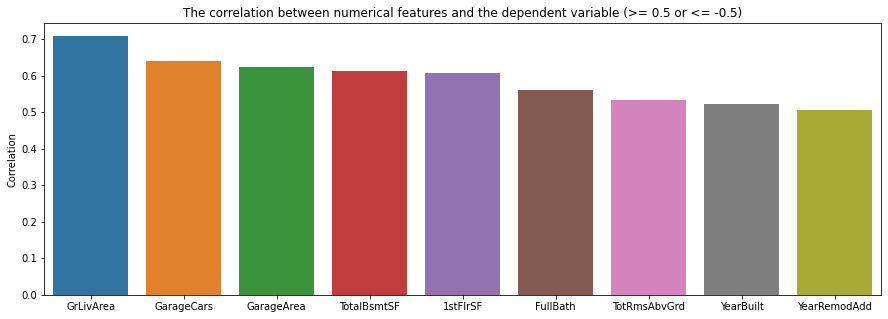 The correlation between numerical features and the dependent variable (>= 0.5 or <= -0.5)
0.7
0.6
0.5
0.4
0.3
0.2
0.1
0.0
Correlation
GrLivArea GarageCars GarageArea TotalBsmtSF 1stFlrSF FullBath TotRmsAbvGrd YearBuilt YearRemodAdd